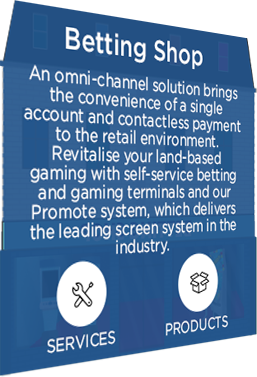 Betting Shop
An omni-channel solution brings
the convenience of a single
account and contactless payment
to the retail environment.
Revitalise your land-based
gaming with self-service betting
and gaming terminals and our
Promote system, which delivers
the leading screen system in the
industry.
SERVICES
PRODUCTS